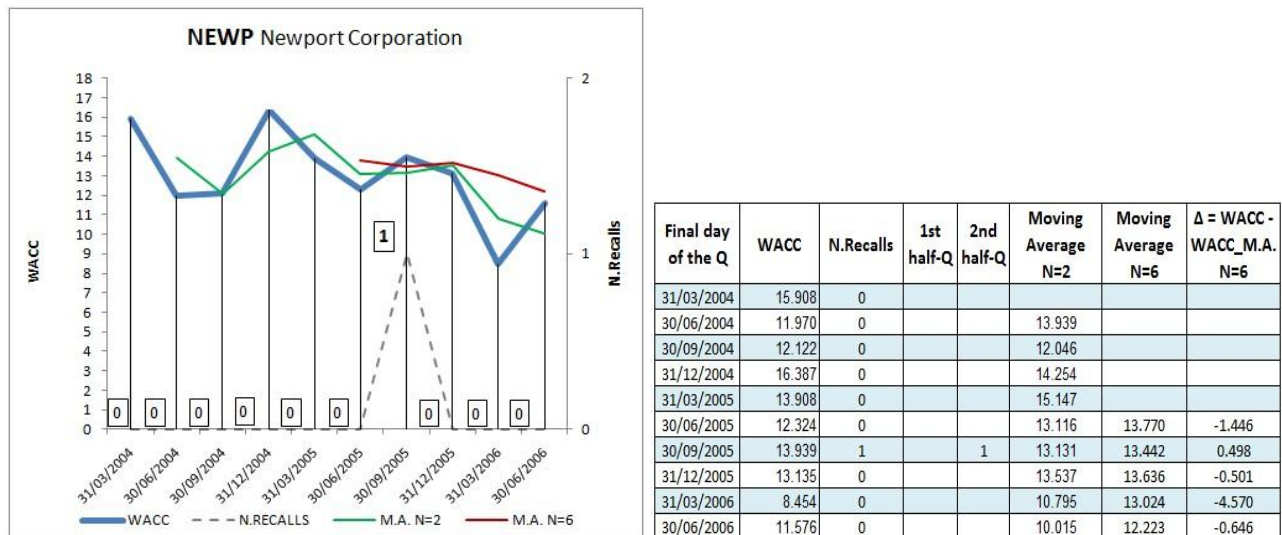 NEWP Newport Corporation
18
17
16
15
14
13
12
11
10
9
8
7
6
5
4
3
2
1
0
WACC
2
1
0
N.Recalls
1
0 0 0 0 0 0 0 0 0
31/03/2004 30/06/2004 30/09/2004 31/12/2004 31/03/2005 30/06/2005 30/09/2005 31/12/2005 31/03/2006 30/06/2006
WACC N.RECALLS M.A. N=2 M.A. N=6
Final day of the Q WACC N.Recalls 1st half-Q 2nd half-Q Moving Average N=2 Moving Average N=6 Δ = WACC - WACC_M.A. N=6
31/03/2004 15.908 0
30/06/2004 11.970 0 13.939
30/09/2004 12.122 0 12.046
31/12/2004 16.387 0 14.254
31/03/2005 13.908 0 15.147
30/06/2005 12.324 0 13.116 13.770 -1.446
30/09/2005 13.939 1 1 13.131 13.442 0.498
31/12/2005 13.135 0 13.537 13.636 -0.501
31/03/2006 8.454 0 10.795 13.024 -4.570
30/06/2006 11.576 0 10.015 12.223 -0.646